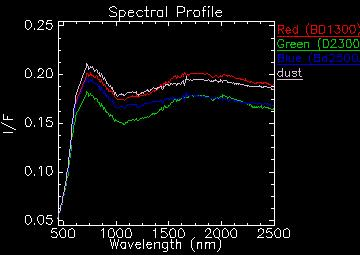 Spectral Profile
Red (BD1300)
Green (D2300
Blue
dust
0.25
0.20
0.15
0.10
0.05
I/F
500 1000 1500 2000 2500
Wavelength (nm)